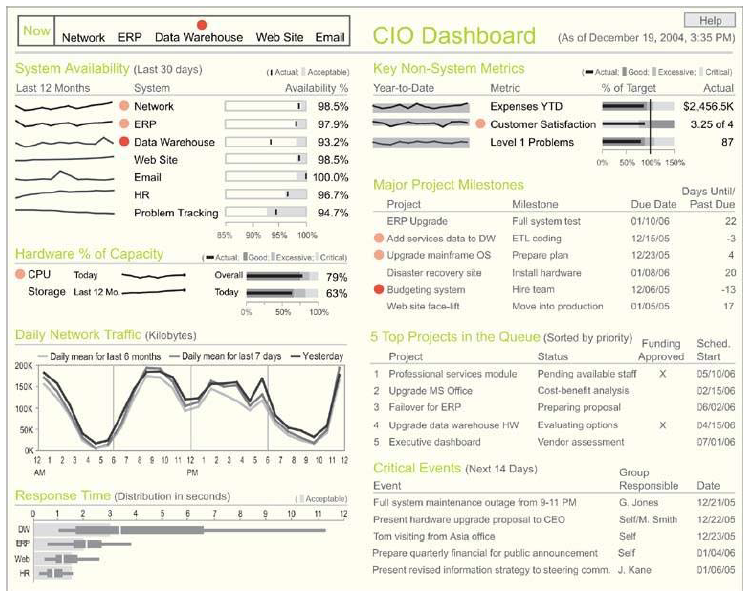 Now
Network ERP Data Warehouse Web Site Email
CIO Dashboard
(As of December 19, 2004, 3:35 PM)
Help
System Availability (Last 30 days)
(Actual; Acceptable)
Last 12 Months System Availability %
Network 98.5%
ERP 97.9%
Data Warehouse 93.2%
Web Site 98.5%
Email 100.0%
HR 96.7%
Problem Tracking 94.7%
85% 90% 95% 100%
Hardware % of Capacity
(Actual; Good; Excessive; Critical)
CPU Today Overall 79%
Storage Last 12 Mo. Today 63%
0% 50% 100%
Daily Network Traffic (Kilobytes)
Daily mean for last 6 months Daily mean for last 7 days Yesterday
200K
150K
100K
50K
0K
12 1 2 3 4 5 6 7 8 9 10 11 12 1 2 3 4 5 6 7 8 9 10 11 12
AM PM
Response Time (Distribution in seconds)
(Acceptable)
0 1 2 3 4 5 6 7 8 9 10 11 12
DW
ERP
Web
HR
Key Non-System Metrics
(Actual; Good; Excessive; Critical)
Year-to-Date Metric % of Target Actual
Expenses YTD $2,456.5K
Customer Satisfaction 3.25 of 4
Level 1 Problems 87
0% 50% 100% 150%
Major Project Milestones
Days Until/
Project Milestone Due Date Past Due
ERP Upgrade Full system test 01/10/06 22
Add services data to DW ETL coding 12/15/05 -3
Upgrade mainframe OS Prepare plan 12/23/05 4
Disaster recovery site Install hardware 01/08/06 20
Budgeting system Hire team 12/06/05 -13
Web site face-lift Move into production 01/05/05 17
5 Top Projects in the Queue (Sorted by priority)
Funding Sched.
Project Status Approved Start
1 Professional services module Pending available staff X 05/10/06
2 Upgrade MS Office Cost-benefit analysis 02/15/06
3 Failover for ERP Preparing proposal 06/02/06
4 Upgrade data warehouse HW Evaluating options X 04/15/06
5 Executive dashboard Vendor assessment 07/01/06
Critical Events (Next 14 Days)
Group
Event Responsible Date
Full system maintenance outage from 9-11 PM G. Jones 12/21/05
Present hardware upgrade proposal to CEO Self/M. Smith 12/22/05
Tom visiting from Asia office Self 12/23/05
Prepare quarterly financial for public announcement Self 01/04/06
Present revised information strategy to steering comm. J. Kane 01/06/05